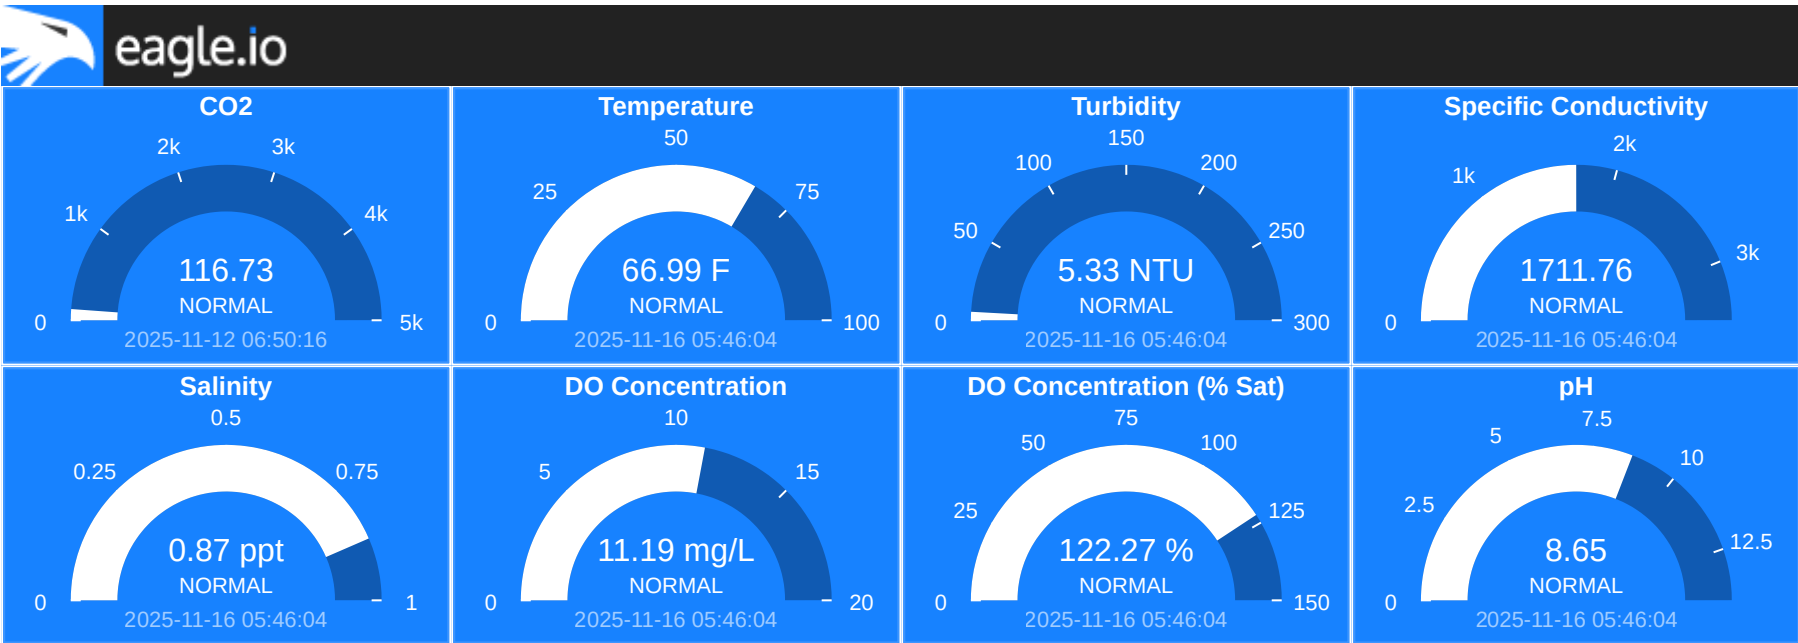 eagle.io
CO2
2k
3k
1k
4k
0
5k
116.73
NORMAL
2025-11-12 06:50:16
Temperature
50
25
75
0
100
66.99 F
NORMAL
2025-11-16 05:46:04
Turbidity
150
100
200
50
250
0
300
5.33 NTU
NORMAL
2025-11-16 05:46:04
Specific Conductivity
2k
1k
3k
0
1711.76
NORMAL
2025-11-16 05:46:04
Salinity
0.5
0.25
0.75
0
1
0.87 ppt
NORMAL
2025-11-16 05:46:04
DO Concentration
10
5
15
0
20
11.19 mg/L
NORMAL
2025-11-16 05:46:04
DO Concentration (% Sat)
75
50
100
25
125
0
150
122.27 %
NORMAL
2025-11-16 05:46:04
pH
7.5
5
10
2.5
12.5
0
8.65
NORMAL
2025-11-16 05:46:04